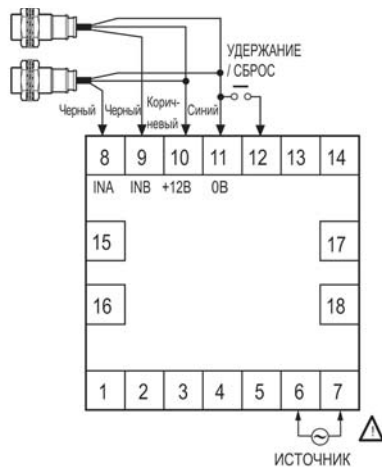 УДЕРЖАНИЕ
/ СБРОС
Черный Черный Корич-
невый Синий
8 9 10 11 12 13 14
INA INB +12В 0В
15 17
16 18
1 2 3 4 5 6 7
ИСТОЧНИК